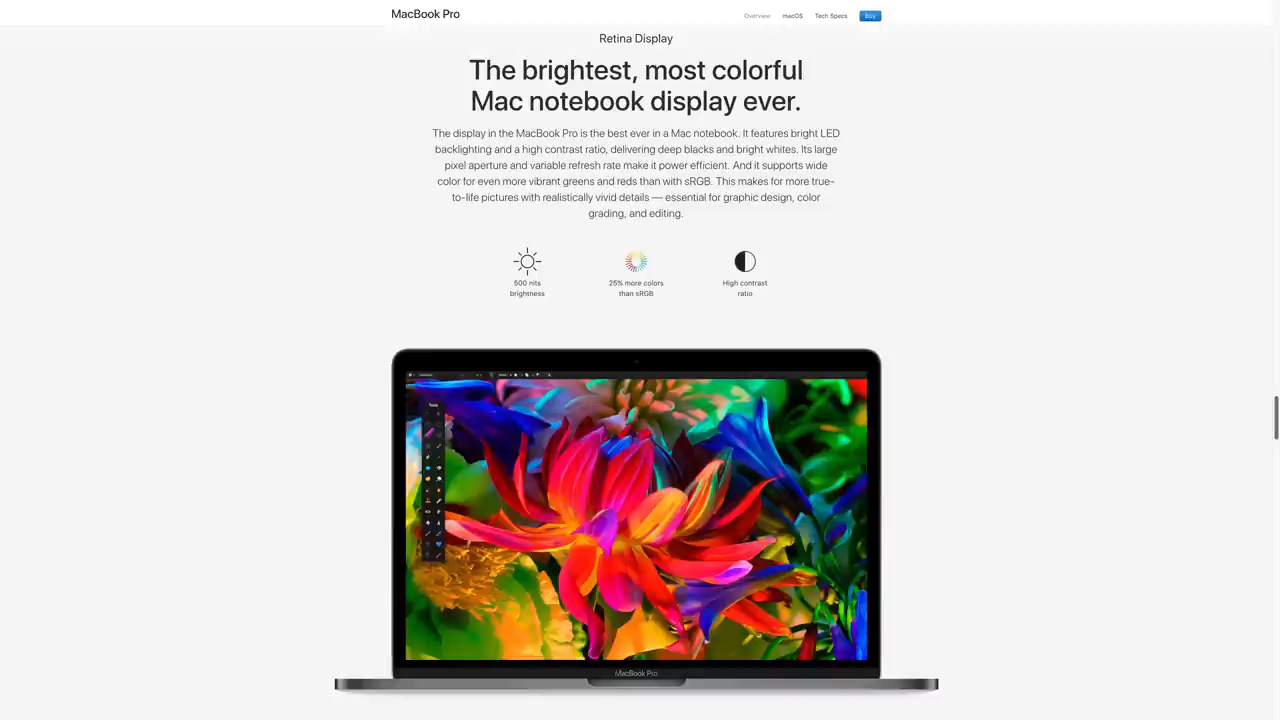 MacBook Pro
Overview macOS Tech Specs Buy
Retina Display
The brightest, most colorful
Mac notebook display ever.
The display in the MacBook Pro is the best ever in a Mac notebook. It features bright LED
backlighting and a high contrast ratio, delivering deep blacks and bright whites. Its large
pixel aperture and variable refresh rate make it power efficient. And it supports wide
color for even more vibrant greens and reds than with sRGB. This makes for more true-
to-life pictures with realistically vivid details — essential for graphic design, color
grading, and editing.
500 nits
brightness
25% more colors
than sRGB
High contrast
ratio
MacBook Pro